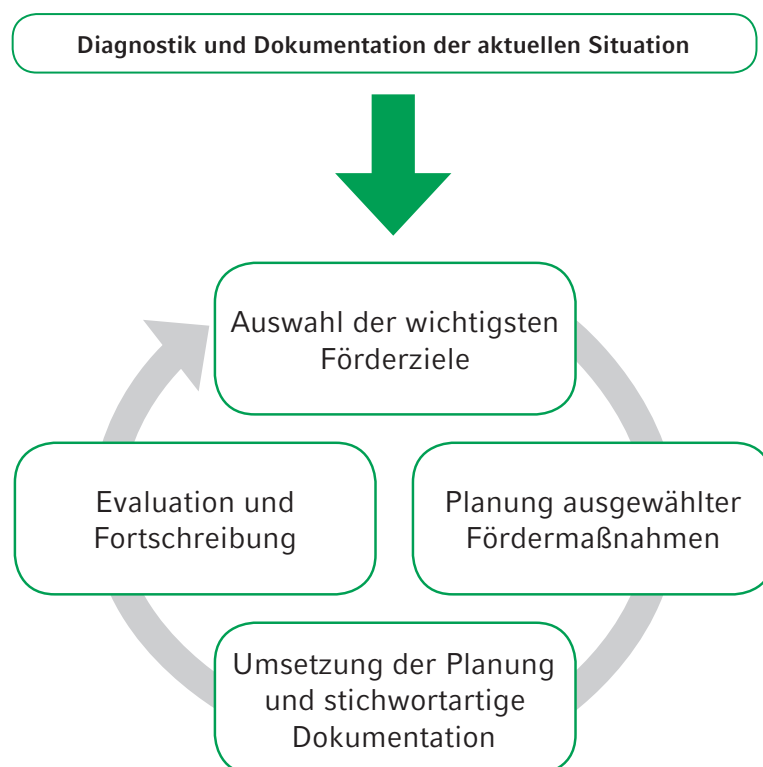 Diagnostik und Dokumentation der aktuellen Situation
Auswahl der wichtigsten
Förderziele
Evaluation und
Fortschreibung
Planung ausgewählter
Fördermaßnahmen
Umsetzung der Planung
und stichwortartige
Dokumentation